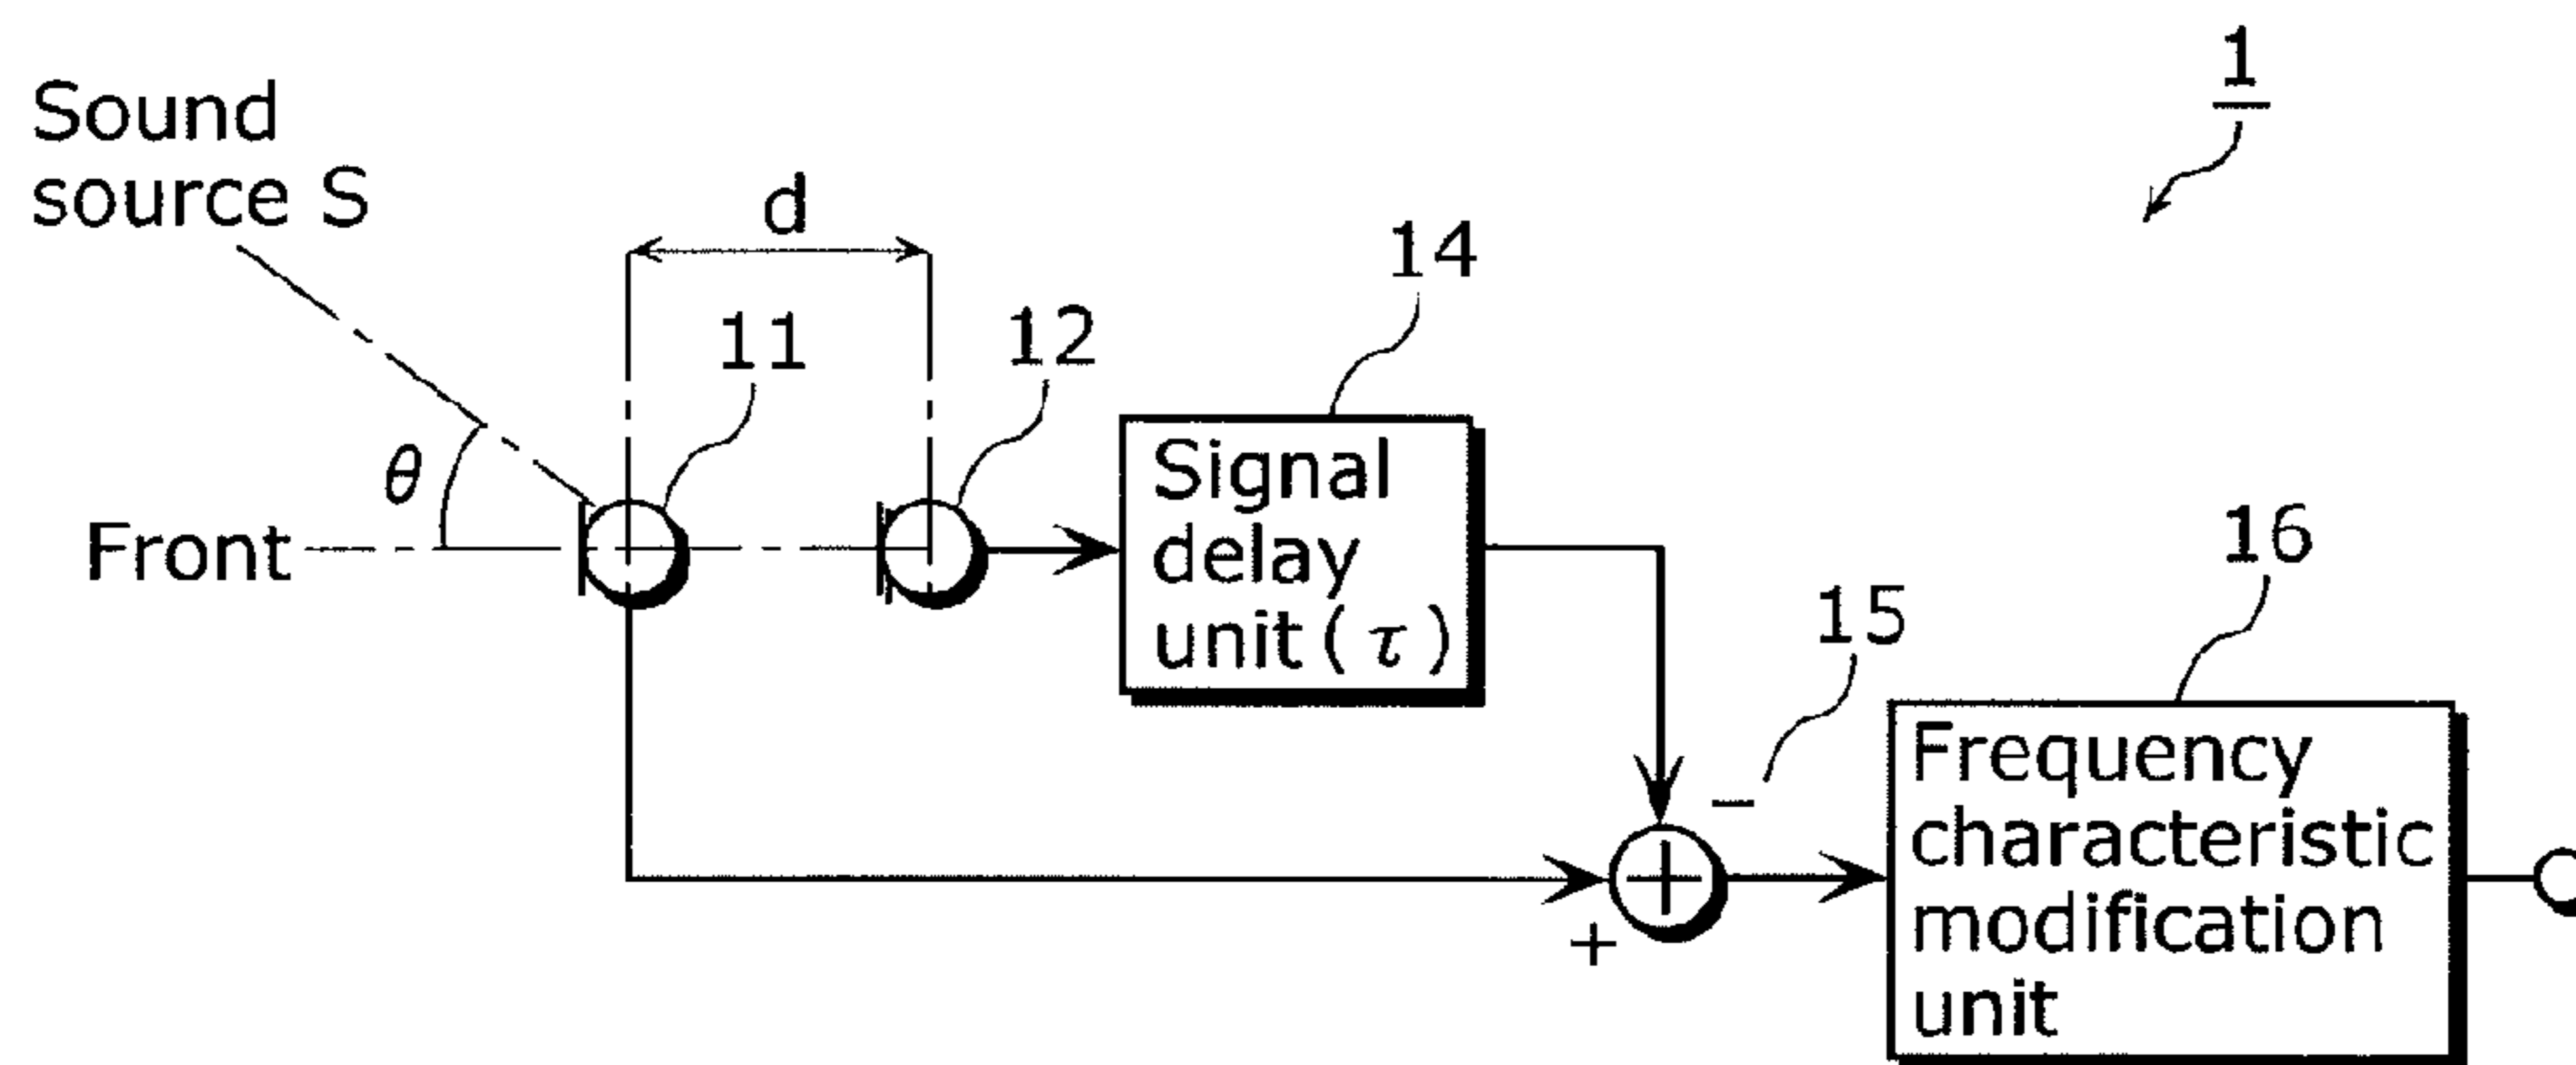 1
Sound
source S
d
14
11
12
θ
Front
Signal
delay
unit(τ)
16
15
−
+
Frequency
characteristic
modification
unit